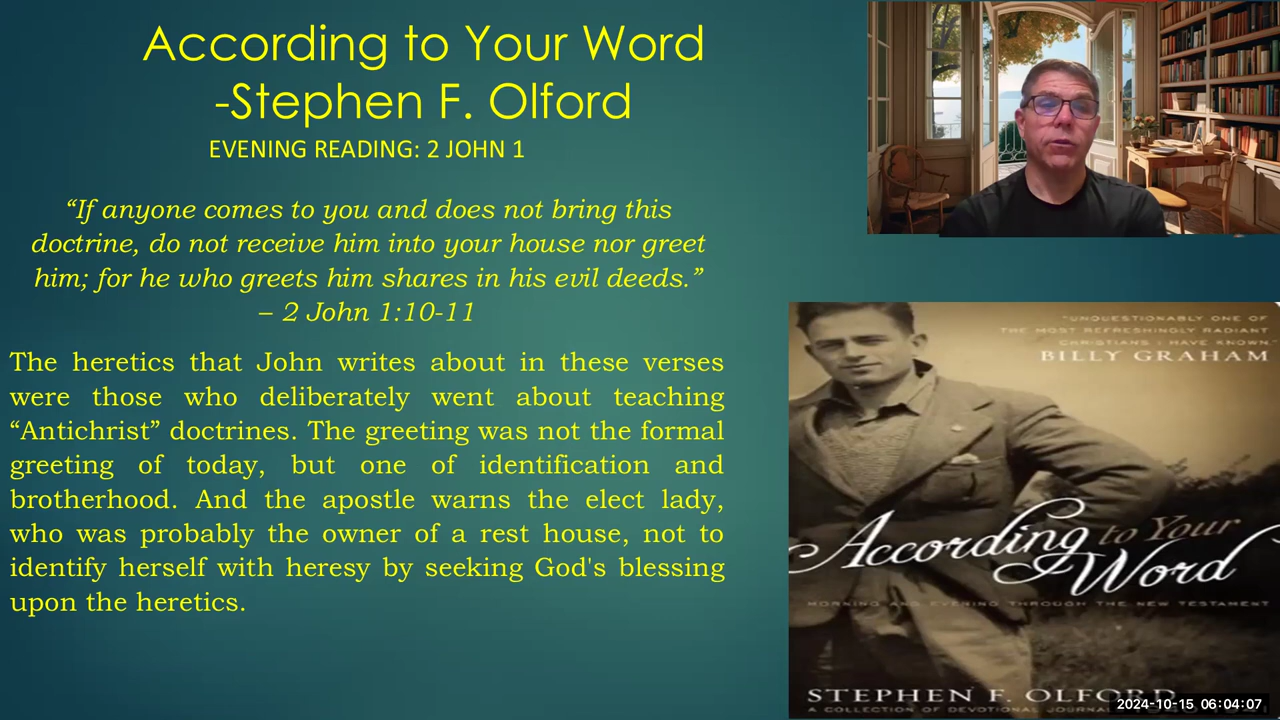 According to Your Word
-Stephen F. Olford
EVENING READING: 2 JOHN 1
“If anyone comes to you and does not bring this
doctrine, do not receive him into your house nor greet
him; for he who greets him shares in his evil deeds.”
– 2 John 1:10-11
The heretics that John writes about in these verses
were those who deliberately went about teaching
“Antichrist” doctrines. The greeting was not the formal
greeting of today, but one of identification and
brotherhood. And the apostle warns the elect lady,
who was probably the owner of a rest house, not to
identify herself with heresy by seeking God's blessing
upon the heretics.
"UNQUESTIONABLY ONE OF
THE MOST REFRESHINGLY RADIANT
CHRISTIANS I HAVE KNOWN."
BILLY GRAHAM
According to Your
Word
MORNING AND EVENING THROUGH THE NEW TESTAMENT
STEPHEN F. OLFORD
A COLLECTION OF DEVOTIONAL
2024-10-15 06:04:07